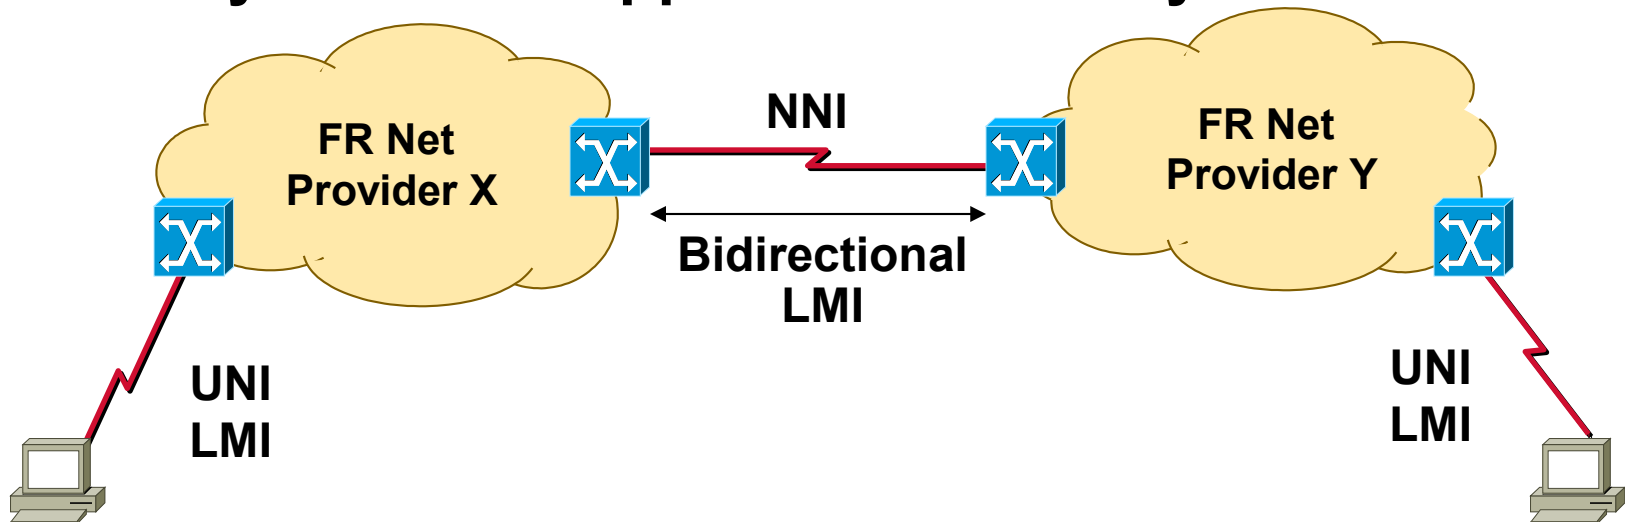 FR Net
Provider X
NNI
FR Net
Provider Y
Bidirectional
LMI
UNI
LMI
UNI
LMI